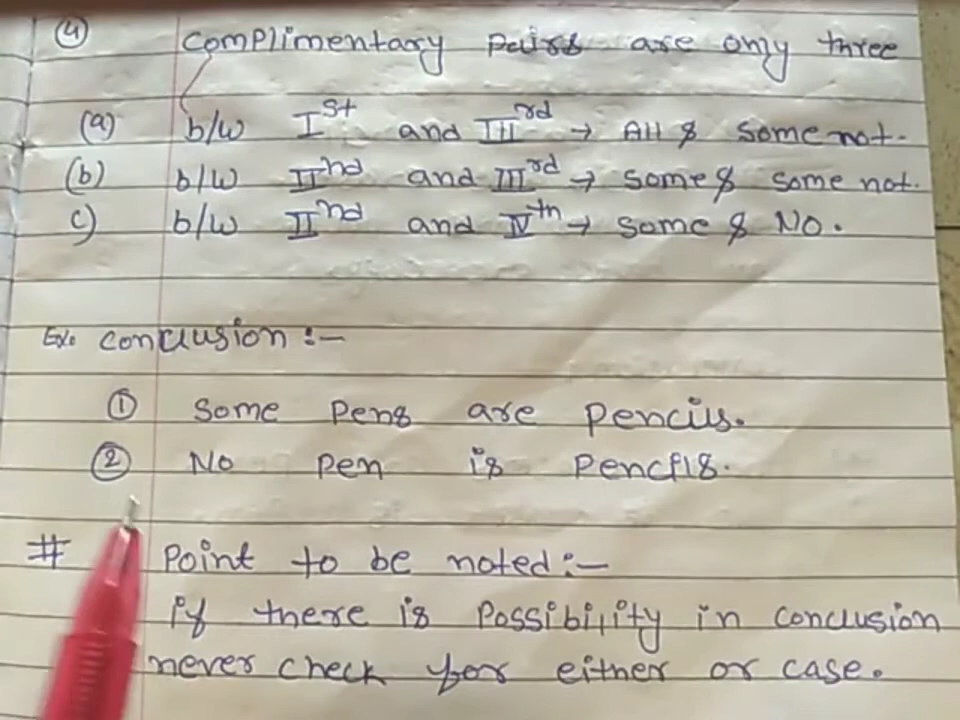 ④ Complimentary pairs are only three
(a) b/w Iˢᵗ and IIIʳᵈ → All & some not.
(b) b/w IIⁿᵈ and IIIʳᵈ → some & some not.
c) b/w IIⁿᵈ and IVᵗʰ → some & No.
Ex. conclusion :-
① some Pens are pencils.
② No pen is pencils.
# Point to be noted :-
if there is possibility in conclusion
never check for either or case.